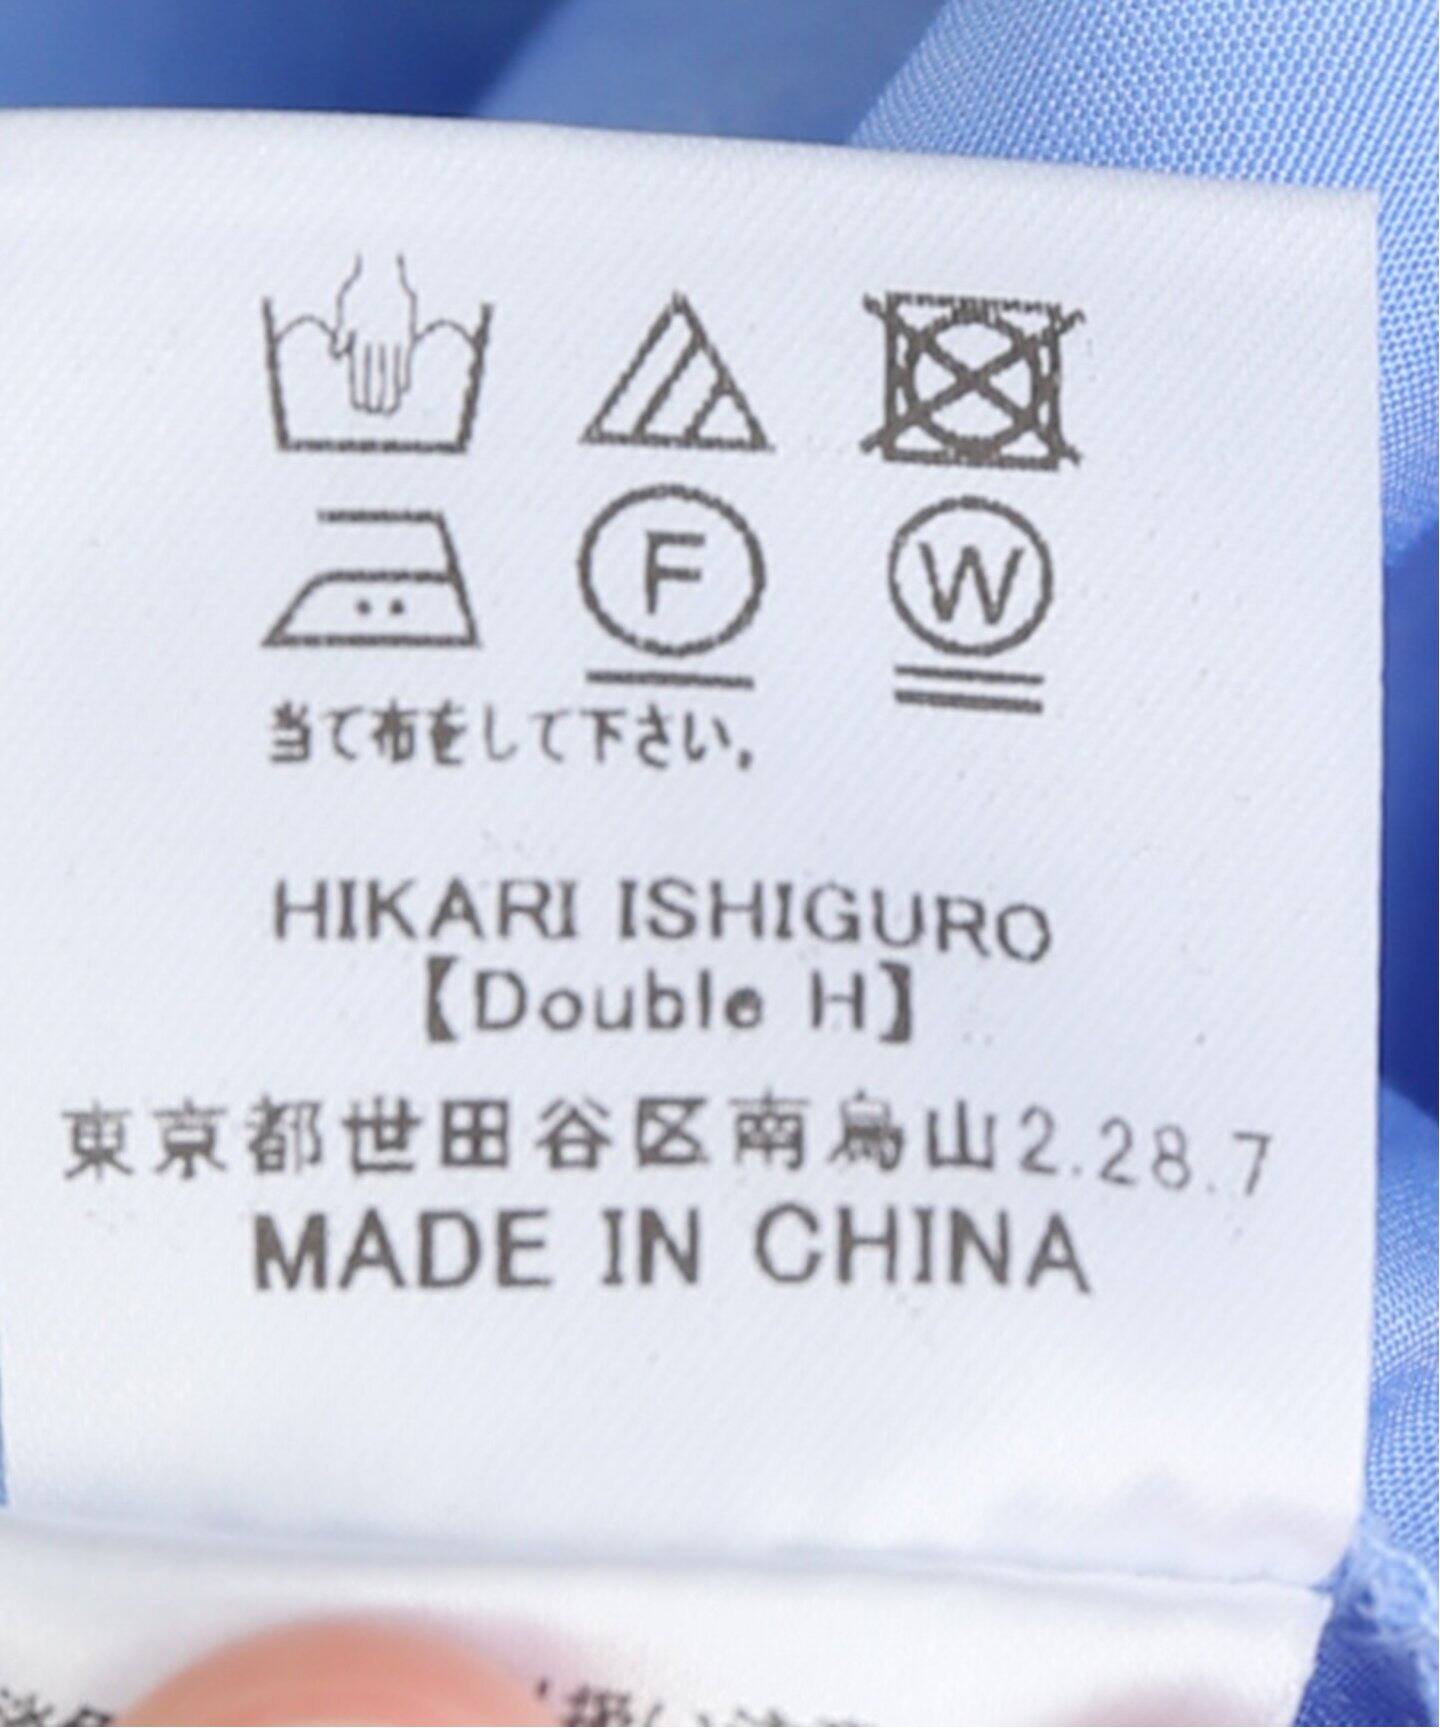 F W
当て布をして下さい。
HIKARI ISHIGURO
【Double H】
東京都世田谷区南烏山2.28.7
MADE IN CHINA